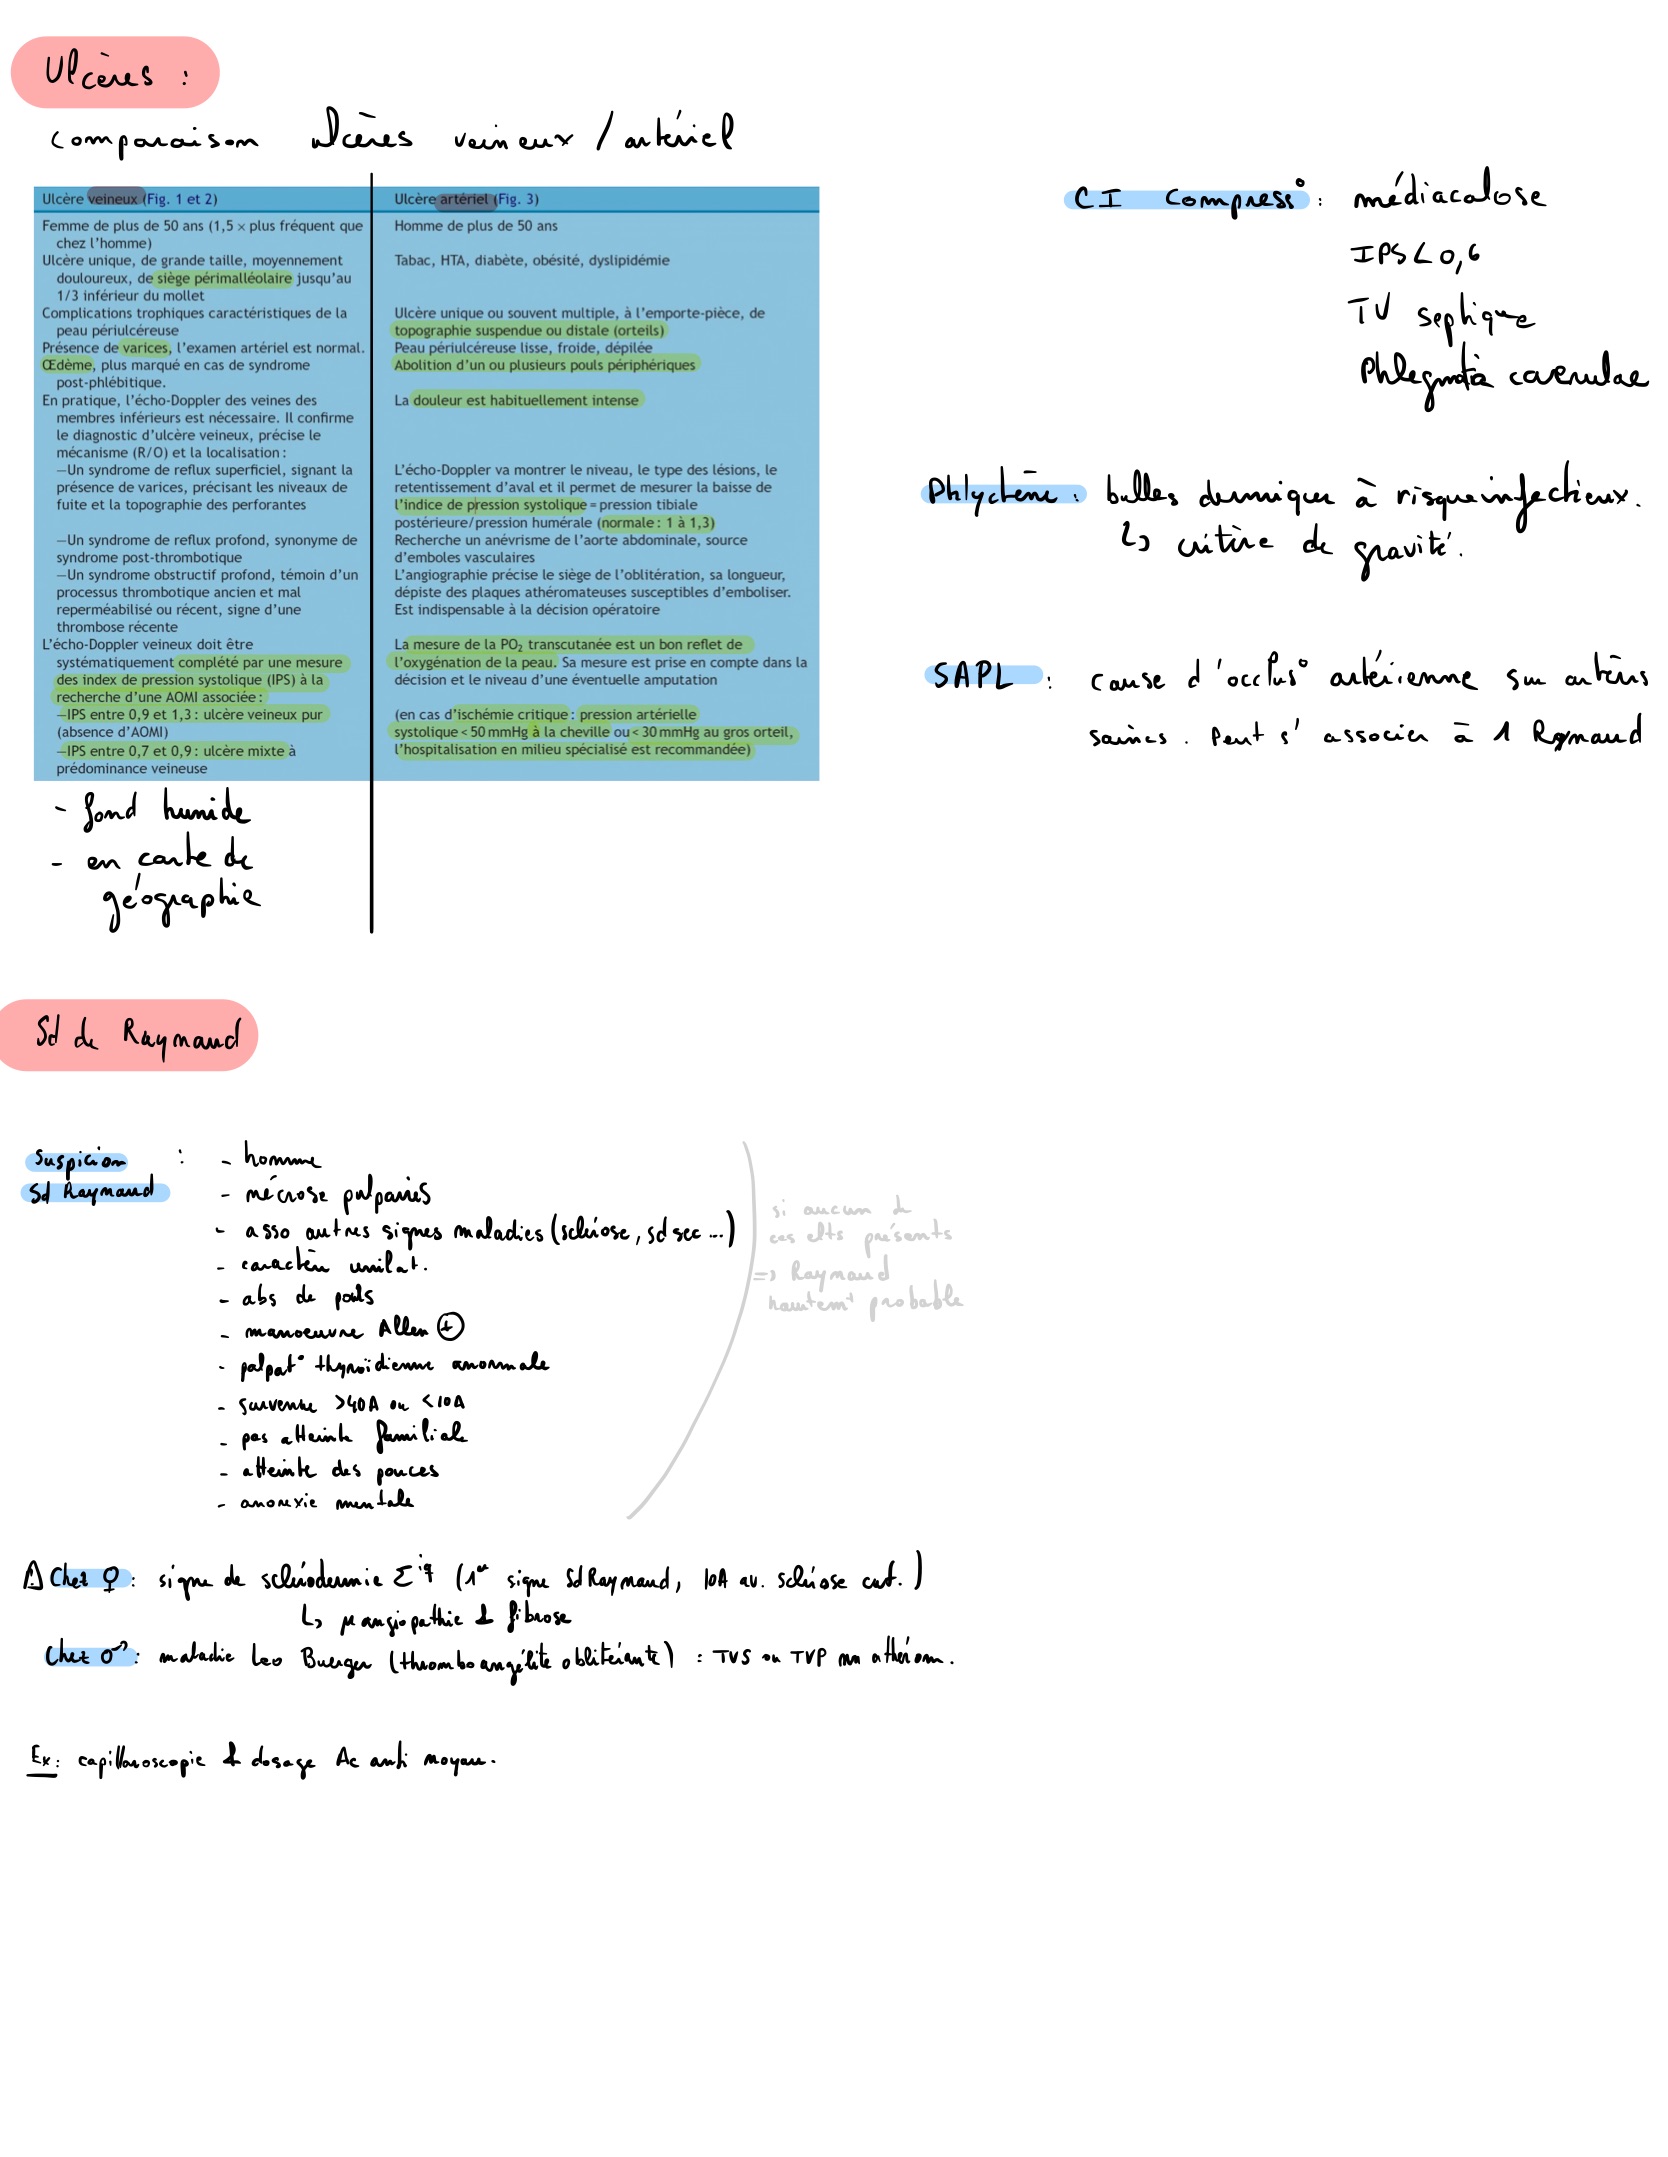 Ulcères :
comparaison ulcères veineux / artériel
Ulcère veineux (Fig. 1 et 2)
Femme de plus de 50 ans (1,5 × plus fréquent que
chez l'homme)
Ulcère unique, de grande taille, moyennement
douloureux, de siège périmalléolaire jusqu'au
1/3 inférieur du mollet
Complications trophiques caractéristiques de la
peau périulcéreuse
Présence de varices, l'examen artériel est normal.
Œdème, plus marqué en cas de syndrome
post-phlébitique.
En pratique, l'écho-Doppler des veines des
membres inférieurs est nécessaire. Il confirme
le diagnostic d'ulcère veineux, précise le
mécanisme (R/O) et la localisation :
—Un syndrome de reflux superficiel, signant la
présence de varices, précisant les niveaux de
fuite et la topographie des perforantes
—Un syndrome de reflux profond, synonyme de
syndrome post-thrombotique
—Un syndrome obstructif profond, témoin d'un
processus thrombotique ancien et mal
reperméabilisé ou récent, signe d'une
thrombose récente
L'écho-Doppler veineux doit être
systématiquement complété par une mesure
des index de pression systolique (IPS) à la
recherche d'une AOMI associée :
—IPS entre 0,9 et 1,3 : ulcère veineux pur
(absence d'AOMI)
—IPS entre 0,7 et 0,9 : ulcère mixte à
prédominance veineuse
- fond humide
- en carte de
géographie
Ulcère artériel (Fig. 3)
Homme de plus de 50 ans
Tabac, HTA, diabète, obésité, dyslipidémie
Ulcère unique ou souvent multiple, à l'emporte-pièce, de
topographie suspendue ou distale (orteils)
Peau périulcéreuse lisse, froide, dépilée
Abolition d'un ou plusieurs pouls périphériques
La douleur est habituellement intense
L'écho-Doppler va montrer le niveau, le type des lésions, le
retentissement d'aval et il permet de mesurer la baisse de
l'indice de pression systolique = pression tibiale
postérieure/pression humérale (normale : 1 à 1,3)
Recherche un anévrisme de l'aorte abdominale, source
d'emboles vasculaires
L'angiographie précise le siège de l'oblitération, sa longueur,
dépiste des plaques athéromateuses susceptibles d'emboliser.
Est indispensable à la décision opératoire
La mesure de la PO₂ transcutanée est un bon reflet de
l'oxygénation de la peau. Sa mesure est prise en compte dans la
décision et le niveau d'une éventuelle amputation
(en cas d'ischémie critique : pression artérielle
systolique < 50 mmHg à la cheville ou < 30 mmHg au gros orteil,
l'hospitalisation en milieu spécialisé est recommandée)
CI Compress° : médiacalose
IPS < 0,6
TV septique
Phlegmatia caerulae
Phlyctène : bulles dermique à risque infectieux.
↳ critère de gravité.
SAPL : cause d'occlus° artérienne sur artères
saines. Peut s'associer à 1 Raynaud
Sd de Raynaud
Suspicion :
Sd Raynaud
- homme
- nécrose pulpaires
- asso autres signes maladies (sclérose, sd sec ...)
- caractère unilat.
- abs de pouls
- manoeuvre Allen ⊕
- palpat° thyroïdienne anormale
- survenue >40A ou <10A
- pas atteinte familiale
- atteinte des pouces
- anorexie mentale
si aucun de
ces elts présents
=> Raynaud
hautemt probable
⚠ Chez ♀ : signe de sclérodermie Σiq (1er signe Sd Raynaud, 10A av. sclérose cut.)
↳ µangiopathie & fibrose
Chez ♂ : maladie Leo Buerger (thromboangéite oblitérante) : TVS ou TVP nn athérom.
Ex : capillaroscopie & dosage Ac anti noyau.